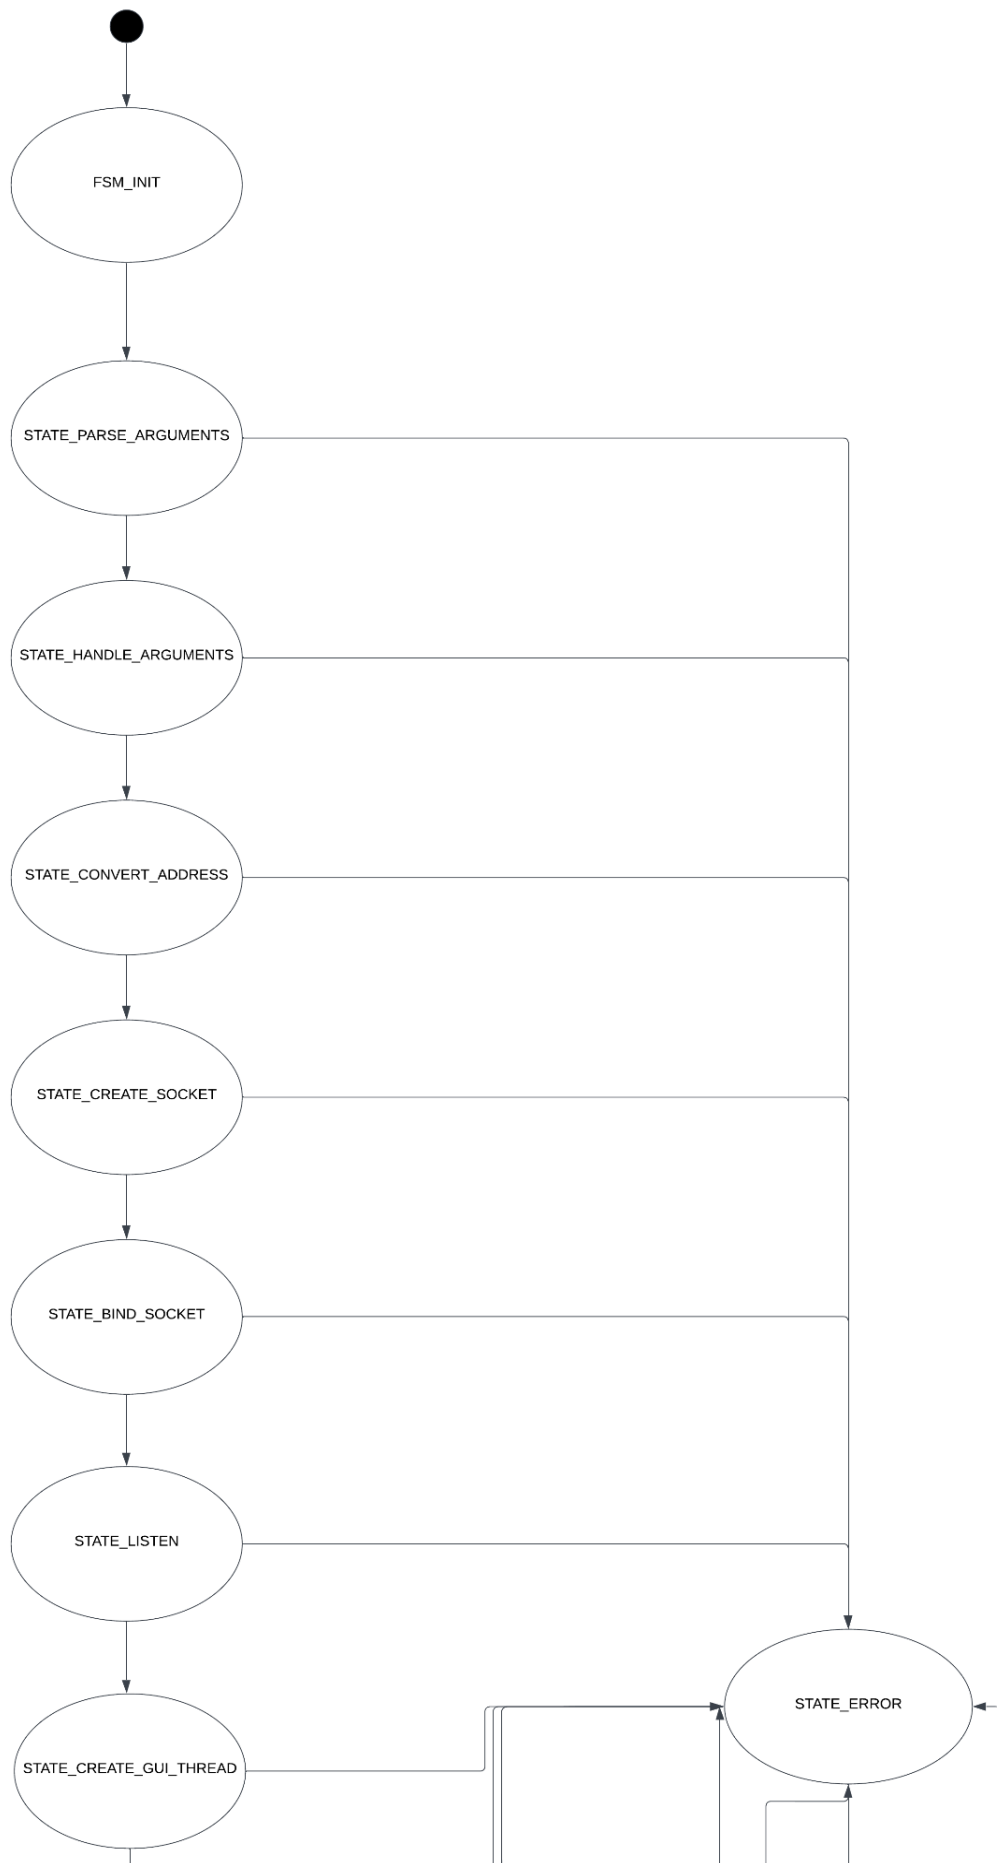 FSM_INIT
STATE_PARSE_ARGUMENTS
STATE_HANDLE_ARGUMENTS
STATE_CONVERT_ADDRESS
STATE_CREATE_SOCKET
STATE_BIND_SOCKET
STATE_LISTEN
STATE_ERROR
STATE_CREATE_GUI_THREAD